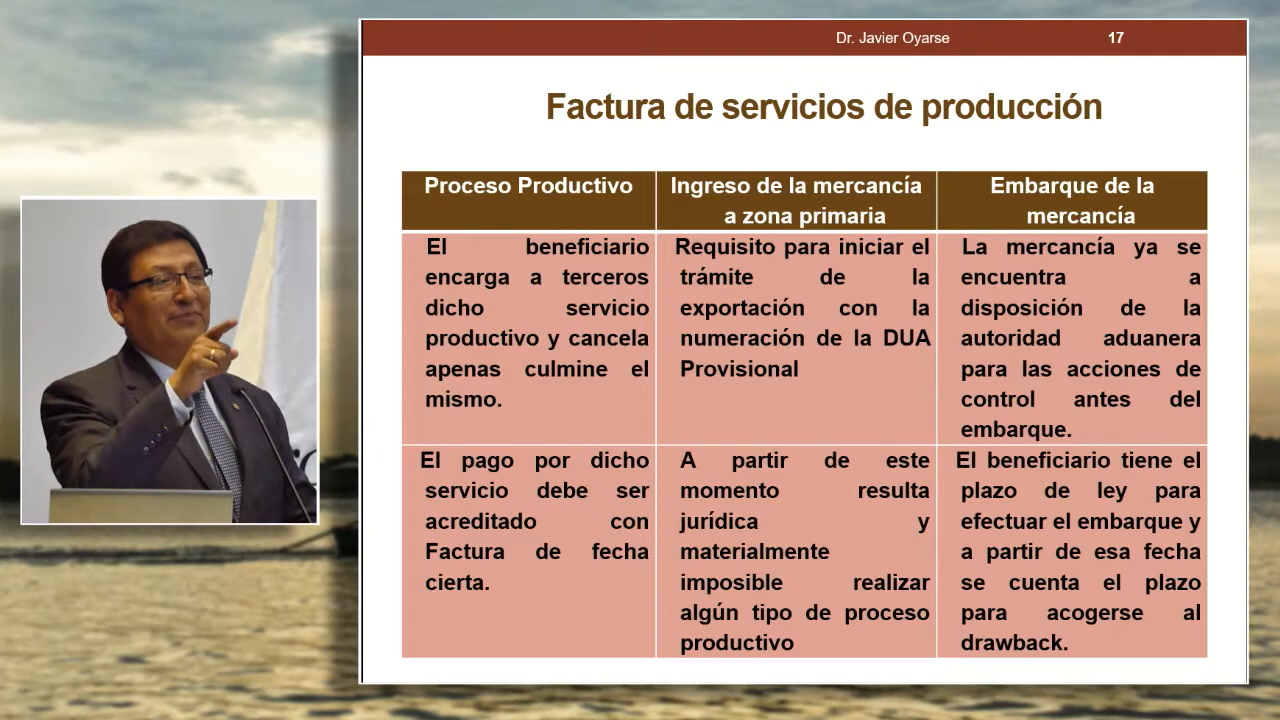 Dr. Javier Oyarse
17
Factura de servicios de producción
Proceso Productivo
Ingreso de la mercancía
a zona primaria
Embarque de la
mercancía
El beneficiario
encarga a terceros
dicho servicio
productivo y cancela
apenas culmine el
mismo.
Requisito para iniciar el
trámite de la
exportación con la
numeración de la DUA
Provisional
La mercancía ya se
encuentra a
disposición de la
autoridad aduanera
para las acciones de
control antes del
embarque.
El pago por dicho
servicio debe ser
acreditado con
Factura de fecha
cierta.
A partir de este
momento resulta
jurídica y
materialmente
imposible realizar
algún tipo de proceso
productivo
El beneficiario tiene el
plazo de ley para
efectuar el embarque y
a partir de esa fecha
se cuenta el plazo
para acogerse al
drawback.